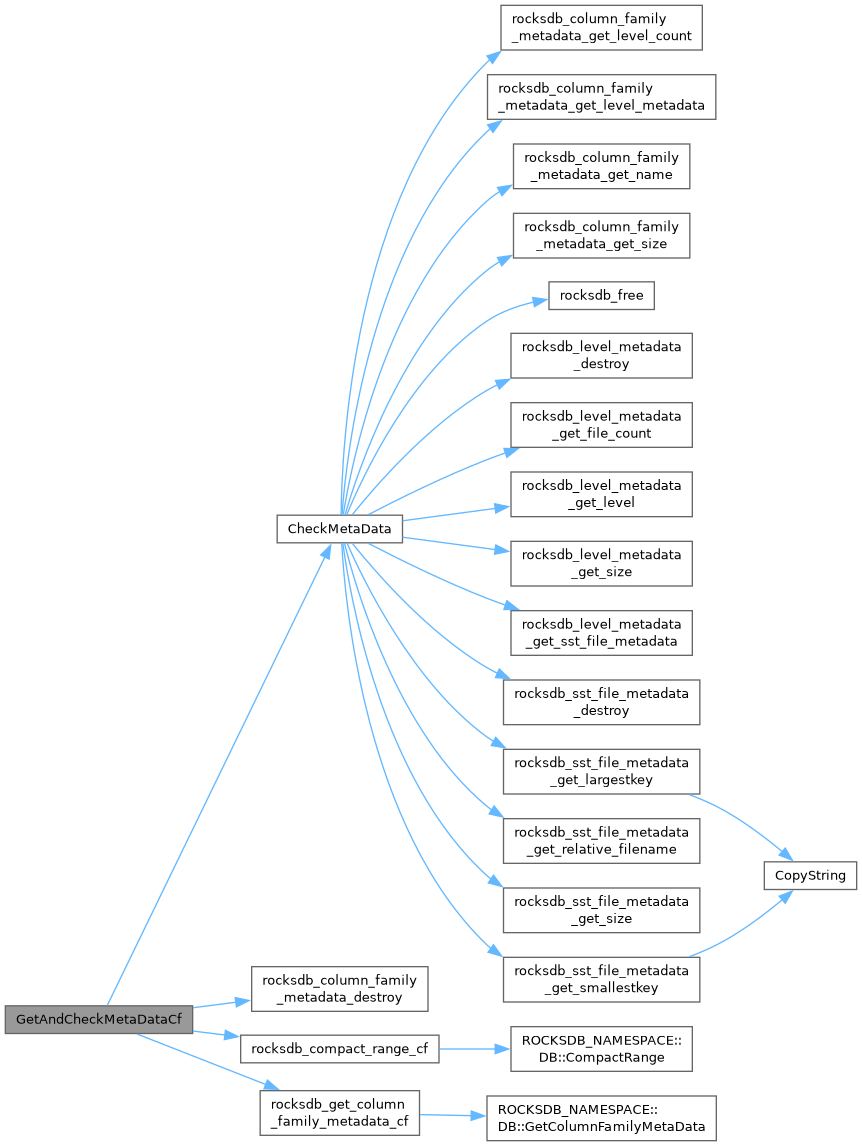 rocksdb_column_family
_metadata_get_level_count
rocksdb_column_family
_metadata_get_level_metadata
rocksdb_column_family
_metadata_get_name
rocksdb_column_family
_metadata_get_size
rocksdb_free
rocksdb_level_metadata
_destroy
rocksdb_level_metadata
_get_file_count
rocksdb_level_metadata
_get_level
CheckMetaData
rocksdb_level_metadata
_get_size
rocksdb_level_metadata
_get_sst_file_metadata
rocksdb_sst_file_metadata
_destroy
rocksdb_sst_file_metadata
_get_largestkey
rocksdb_sst_file_metadata
_get_relative_filename
CopyString
rocksdb_sst_file_metadata
_get_size
rocksdb_sst_file_metadata
_get_smallestkey
rocksdb_column_family
_metadata_destroy
GetAndCheckMetaDataCf
rocksdb_compact_range_cf
ROCKSDB_NAMESPACE::
DB::CompactRange
rocksdb_get_column
_family_metadata_cf
ROCKSDB_NAMESPACE::
DB::GetColumnFamilyMetaData